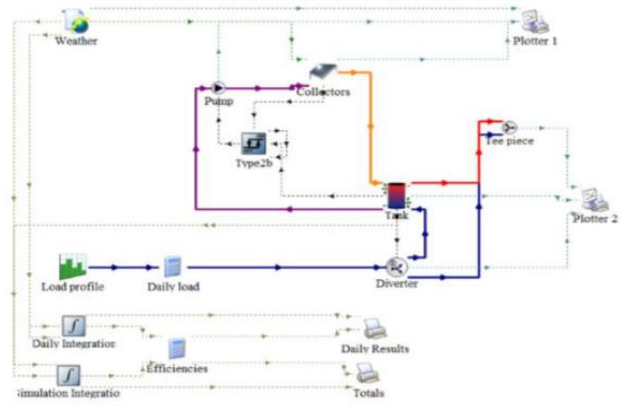 Weather
Plotter 1
Collectors
Pump
Tee piece
Type2b
Tank
Plotter 2
Load profile
Daily load
Diverter
Daily Integration
Efficiencies
Daily Results
Simulation Integratio
Totals